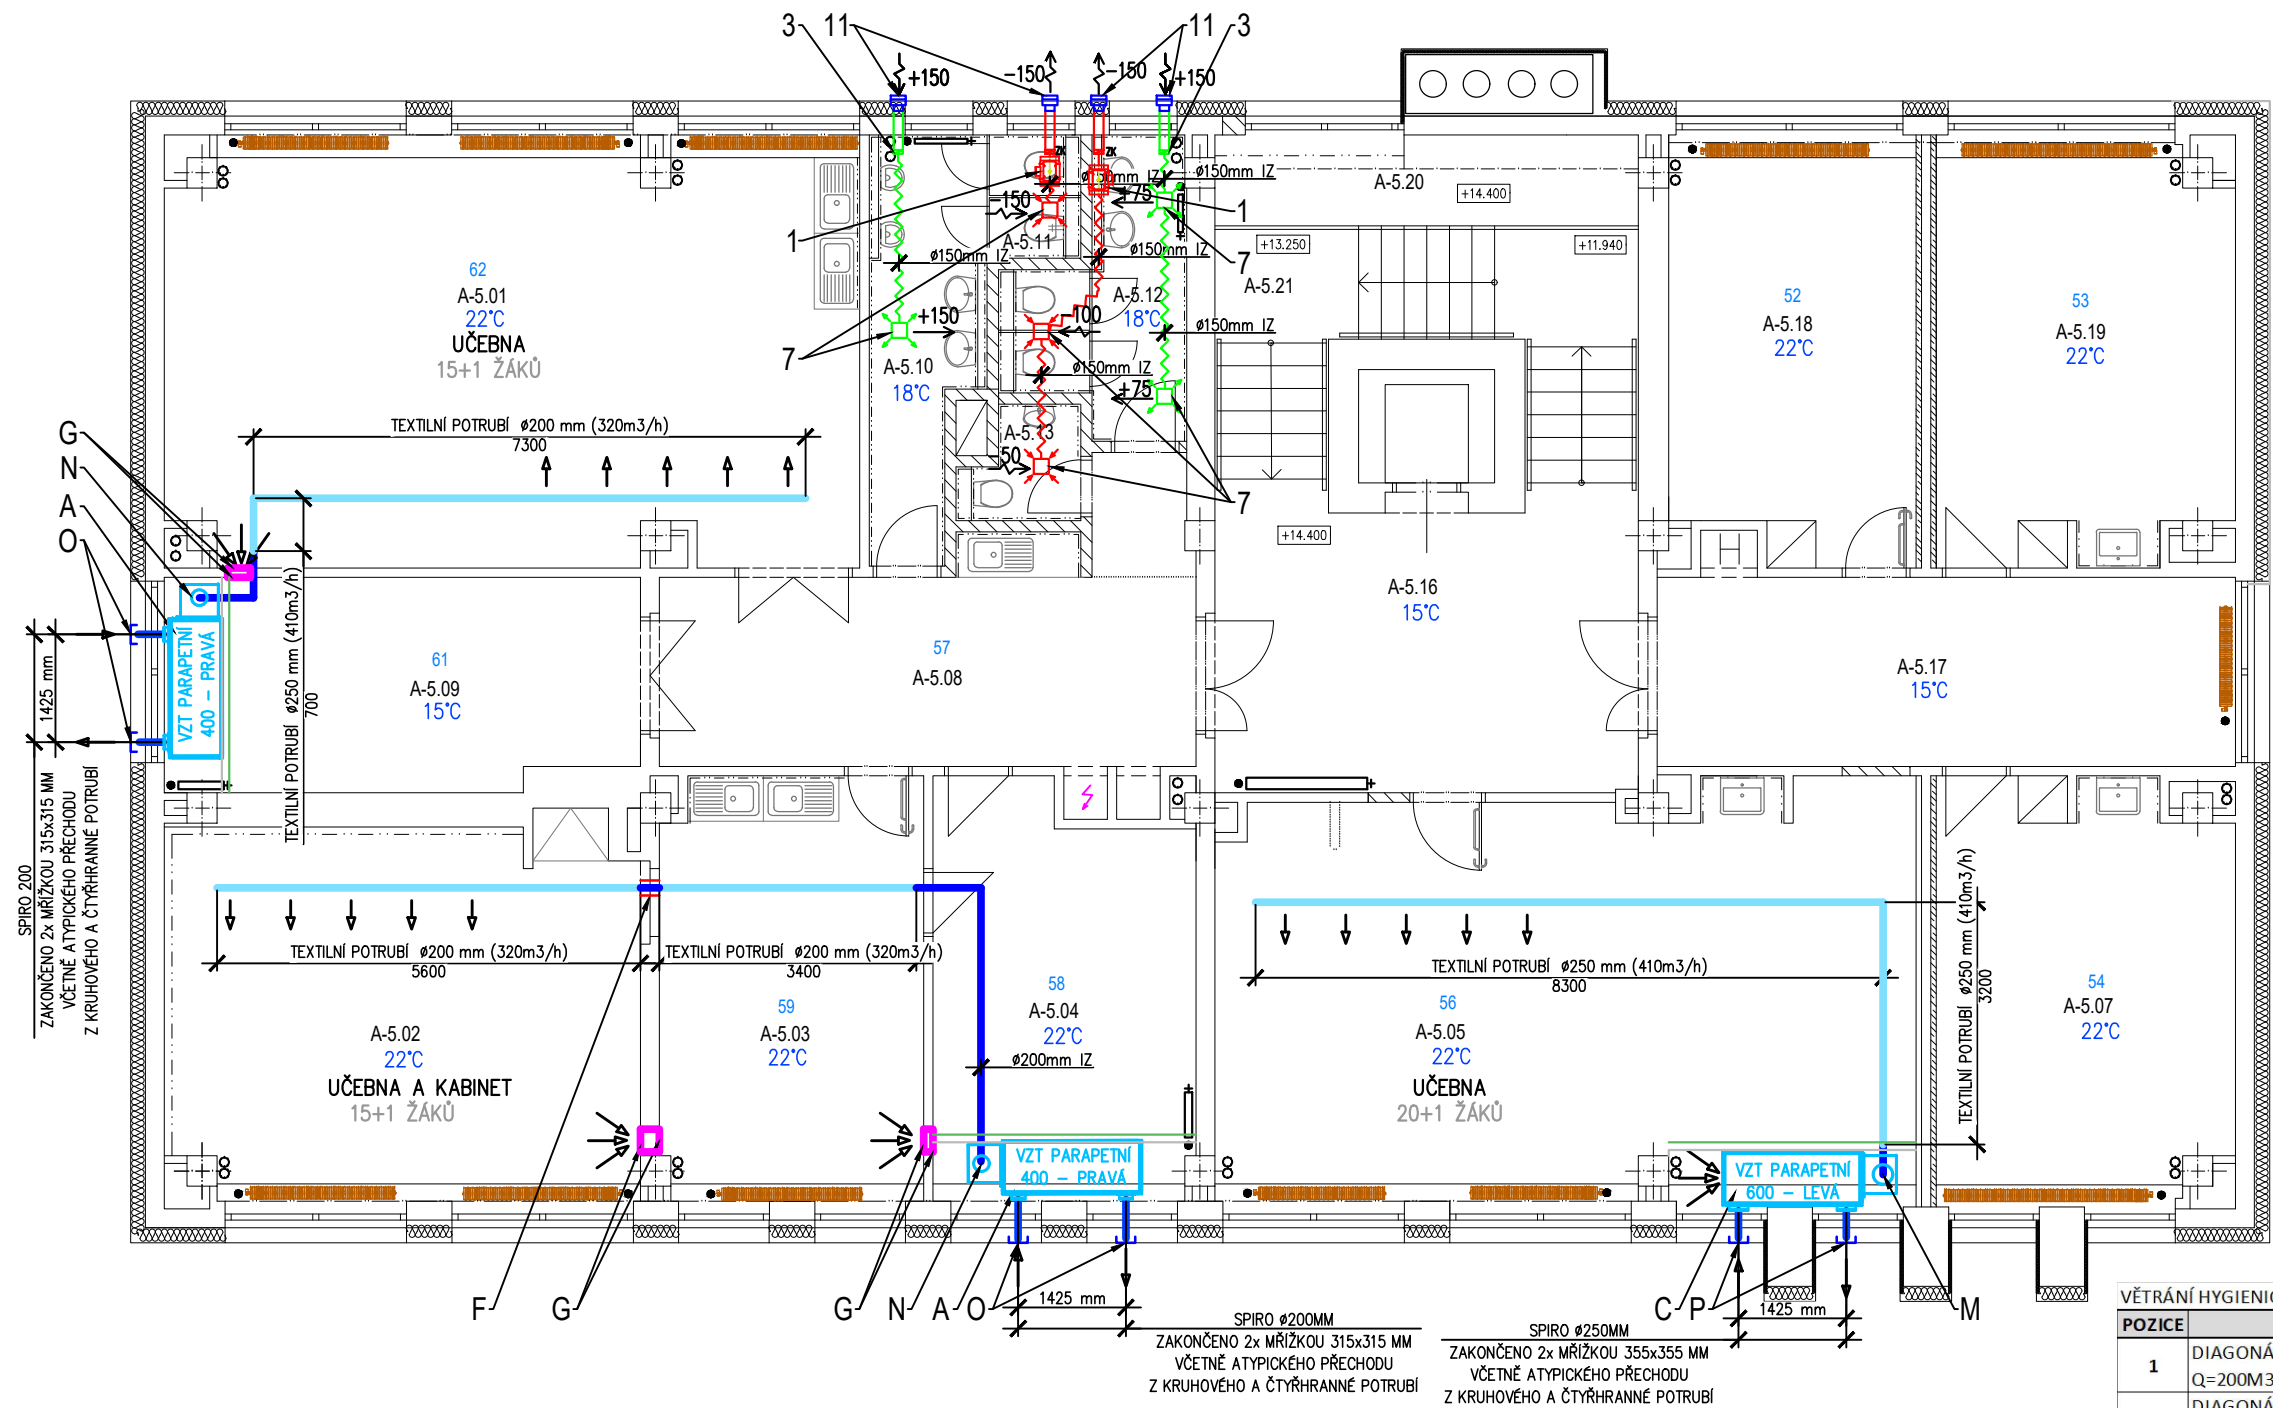 3
11
11
3
+150
-150
-150
+150
ZK
ZK
ø150mm IZ
ø150mm IZ
A-5.20
+14.400
-150
+75
1
1
A-5.11
ø150mm IZ
ø150mm IZ
7
+13.250
+11.940
62
A-5.01
22°C
UČEBNA
15+1 ŽÁKŮ
A-5.12
18°C
A-5.21
52
A-5.18
22°C
53
A-5.19
22°C
+150
-100
ø150mm IZ
7
A-5.10
18°C
ø150mm IZ
+75
TEXTILNÍ POTRUBÍ ø200 mm (320m3/h)
7300
G
N
A
O
A-5.13
50
7
+14.400
A-5.16
15°C
TEXTILNÍ POTRUBÍ ø250 mm (410m3/h)
700
VZT PARAPETNÍ
400 - PRAVÁ
1425 mm
61
A-5.09
15°C
57
A-5.08
A-5.17
15°C
SPIRO 200
ZAKONČENO 2x MŘÍŽKOU 315x315 MM
VČETNĚ ATYPICKÉHO PŘECHODU
Z KRUHOVÉHO A ČTYŘHRANNÉ POTRUBÍ
TEXTILNÍ POTRUBÍ ø200 mm (320m3/h)
5600
TEXTILNÍ POTRUBÍ ø200 mm (320m3/h)
3400
TEXTILNÍ POTRUBÍ ø250 mm (410m3/h)
8300
TEXTILNÍ POTRUBÍ ø250 mm (410m3/h)
3200
A-5.02
22°C
UČEBNA A KABINET
15+1 ŽÁKŮ
59
A-5.03
22°C
58
A-5.04
22°C
ø200mm IZ
56
A-5.05
22°C
UČEBNA
20+1 ŽÁKŮ
54
A-5.07
22°C
VZT PARAPETNÍ
400 - PRAVÁ
VZT PARAPETNÍ
600 - LEVÁ
F
G
G
N
A
O
C
P
M
1425 mm
1425 mm
SPIRO ø200MM
ZAKONČENO 2x MŘÍŽKOU 315x315 MM
VČETNĚ ATYPICKÉHO PŘECHODU
Z KRUHOVÉHO A ČTYŘHRANNÉ POTRUBÍ
SPIRO ø250MM
ZAKONČENO 2x MŘÍŽKOU 355x355 MM
VČETNĚ ATYPICKÉHO PŘECHODU
Z KRUHOVÉHO A ČTYŘHRANNÉ POTRUBÍ
VĚTRÁNÍ HYGIENIC
POZICE
1
DIAGONÁ
Q=200M3
DIAGONÁ